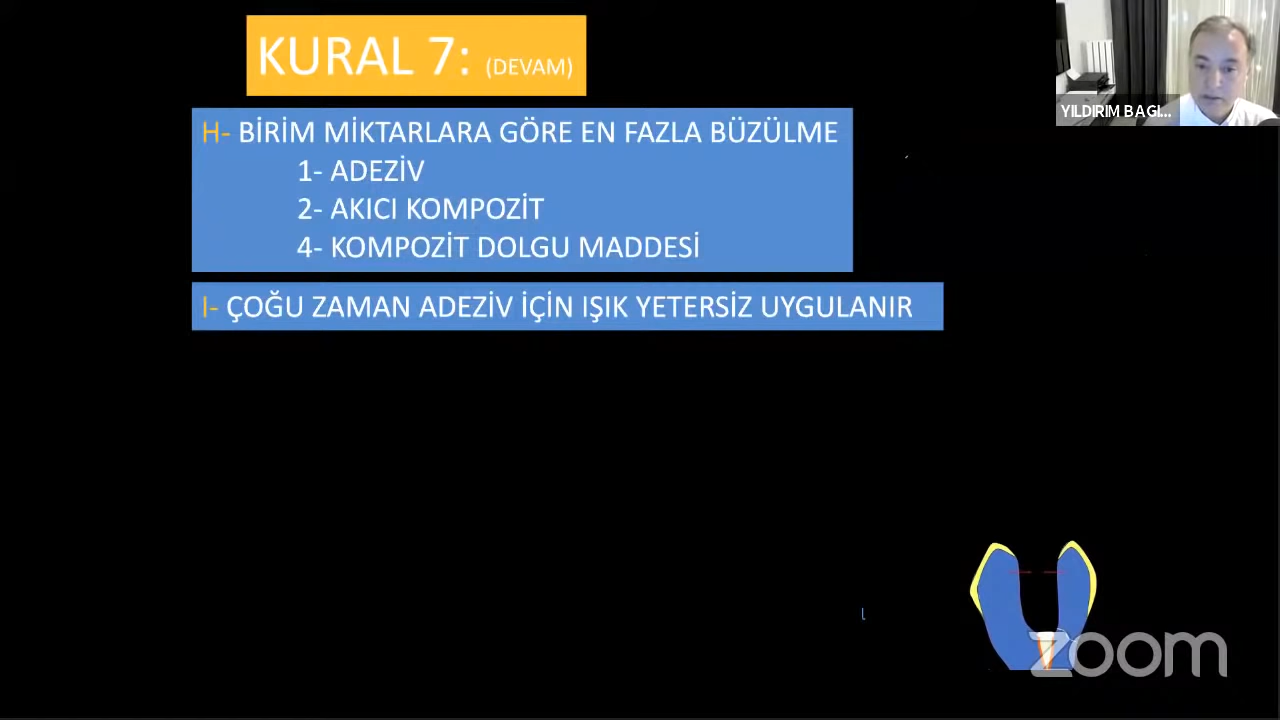 KURAL 7: (DEVAM)
YILDIRIM BAGI...
H- BİRİM MİKTARLARA GÖRE EN FAZLA BÜZÜLME
1- ADEZİV
2- AKICI KOMPOZİT
4- KOMPOZİT DOLGU MADDESİ
I- ÇOĞU ZAMAN ADEZİV İÇİN IŞIK YETERSİZ UYGULANIR
zoom